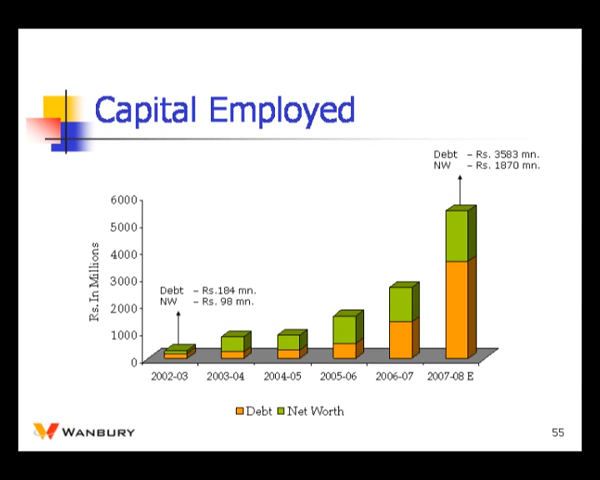 Capital Employed
Debt – Rs. 3583 mn.
NW – Rs. 1870 mn.
6000
5000
4000
3000
2000
1000
0
Rs. In Millions
Debt – Rs.184 mn.
NW – Rs. 98 mn.
2002-03 2003-04 2004-05 2005-06 2006-07 2007-08 E
Debt Net Worth
WANBURY
55